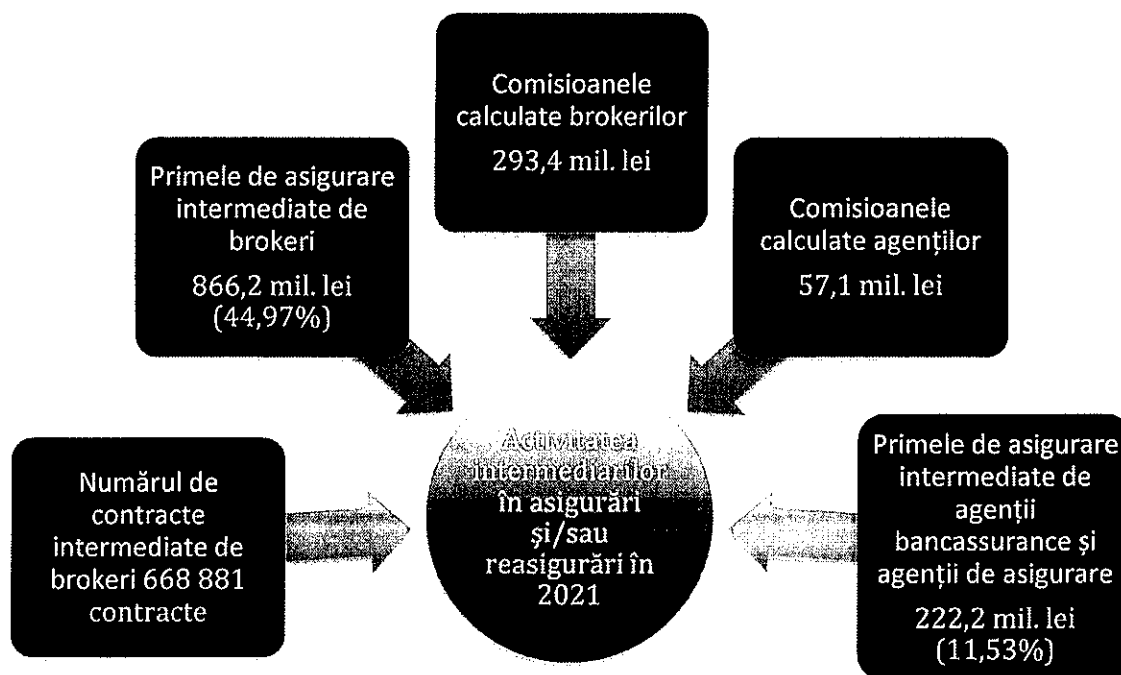 Comisioanele
calculate brokerilor
293,4 mil. lei
Primele de asigurare
intermediate de
brokeri
866,2 mil. lei
(44,97%)
Comisioanele
calculate agenților
57,1 mil. lei
Numărul de
contracte
intermediate de
brokeri 668 881
contracte
Activitatea
intermediarilor
în asigurări
și/sau
reasigurări în
2021
Primele de asigurare
intermediate de
agenții
bancassurance și
agenții de asigurare
222,2 mil. lei
(11,53%)